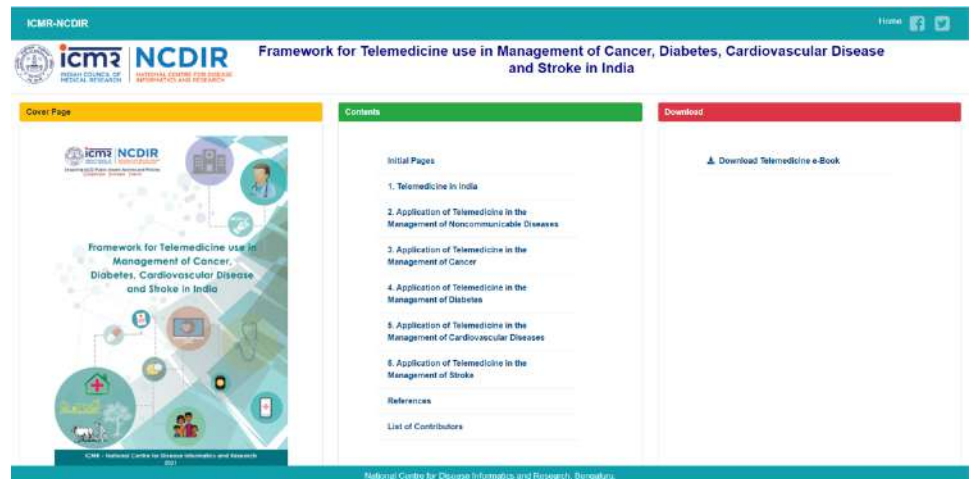 ICMR-NCDIR
Home
icmr
INDIAN COUNCIL OF
MEDICAL RESEARCH
NCDIR
NATIONAL CENTRE FOR DISEASE
INFORMATICS AND RESEARCH
Framework for Telemedicine use in Management of Cancer, Diabetes, Cardiovascular Disease
and Stroke in India
Cover Page
icmr NCDIR
Framework for Telemedicine use in
Management of Cancer,
Diabetes, Cardiovascular Disease
and Stroke in India
ICMR - National Centre for Disease Informatics and Research
2021
Contents
Initial Pages
1. Telemedicine in India
2. Application of Telemedicine in the
Management of Noncommunicable Diseases
3. Application of Telemedicine in the
Management of Cancer
4. Application of Telemedicine in the
Management of Diabetes
5. Application of Telemedicine in the
Management of Cardiovascular Diseases
6. Application of Telemedicine in the
Management of Stroke
References
List of Contributors
Download
Download Telemedicine e-Book
National Centre for Disease Informatics and Research, Bengaluru